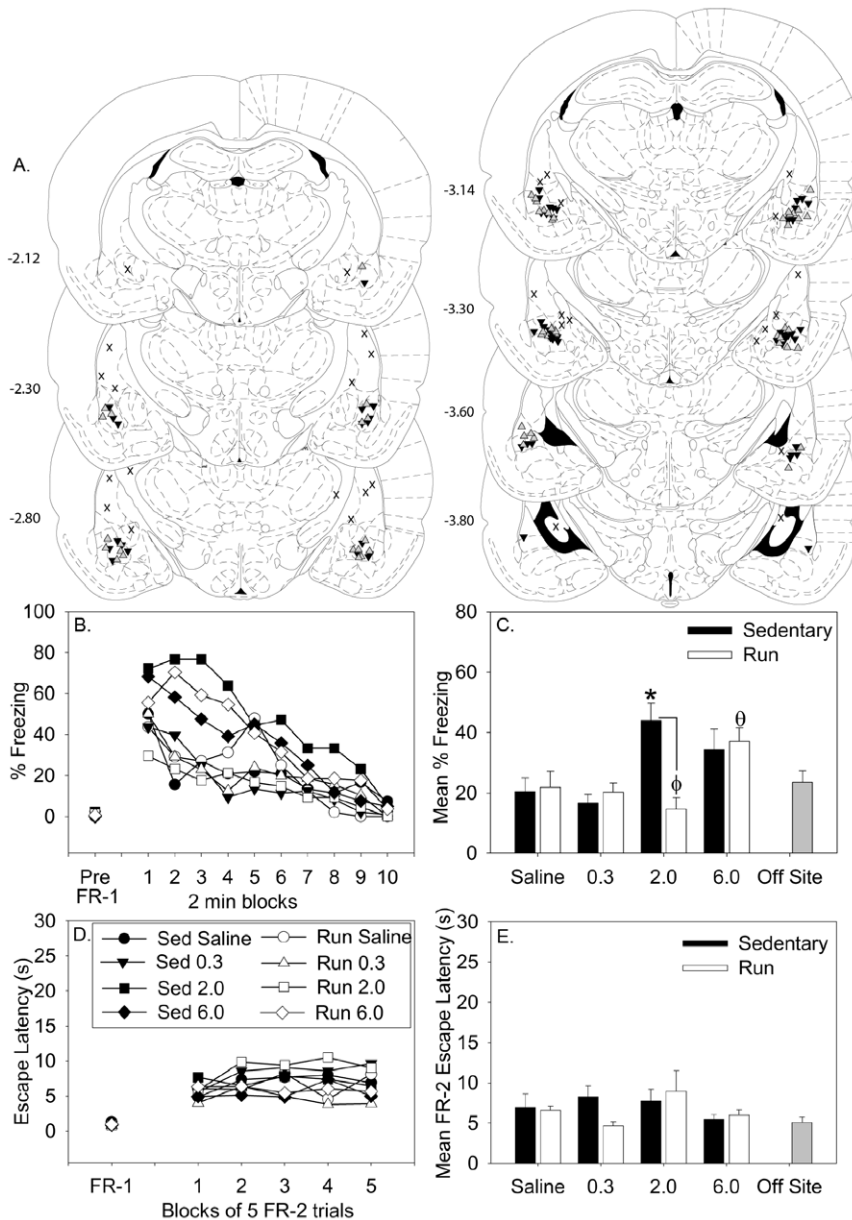 A.
-2.12
-2.30
-2.80
-3.14
-3.30
-3.60
-3.80
B.
% Freezing
100
80
60
40
20
0
Pre
FR-1
1 2 3 4 5 6 7 8 9 10
2 min blocks
C.
Sedentary
Run
Mean % Freezing
80
60
40
20
0
*
ϕ
θ
Saline 0.3 2.0 6.0 Off Site
D.
Sed Saline
Sed 0.3
Sed 2.0
Sed 6.0
Run Saline
Run 0.3
Run 2.0
Run 6.0
Escape Latency (s)
30
25
20
15
10
5
0
FR-1
1 2 3 4 5
Blocks of 5 FR-2 trials
E.
Sedentary
Run
Mean FR-2 Escape Latency (s)
30
25
20
15
10
5
0
Saline 0.3 2.0 6.0 Off Site